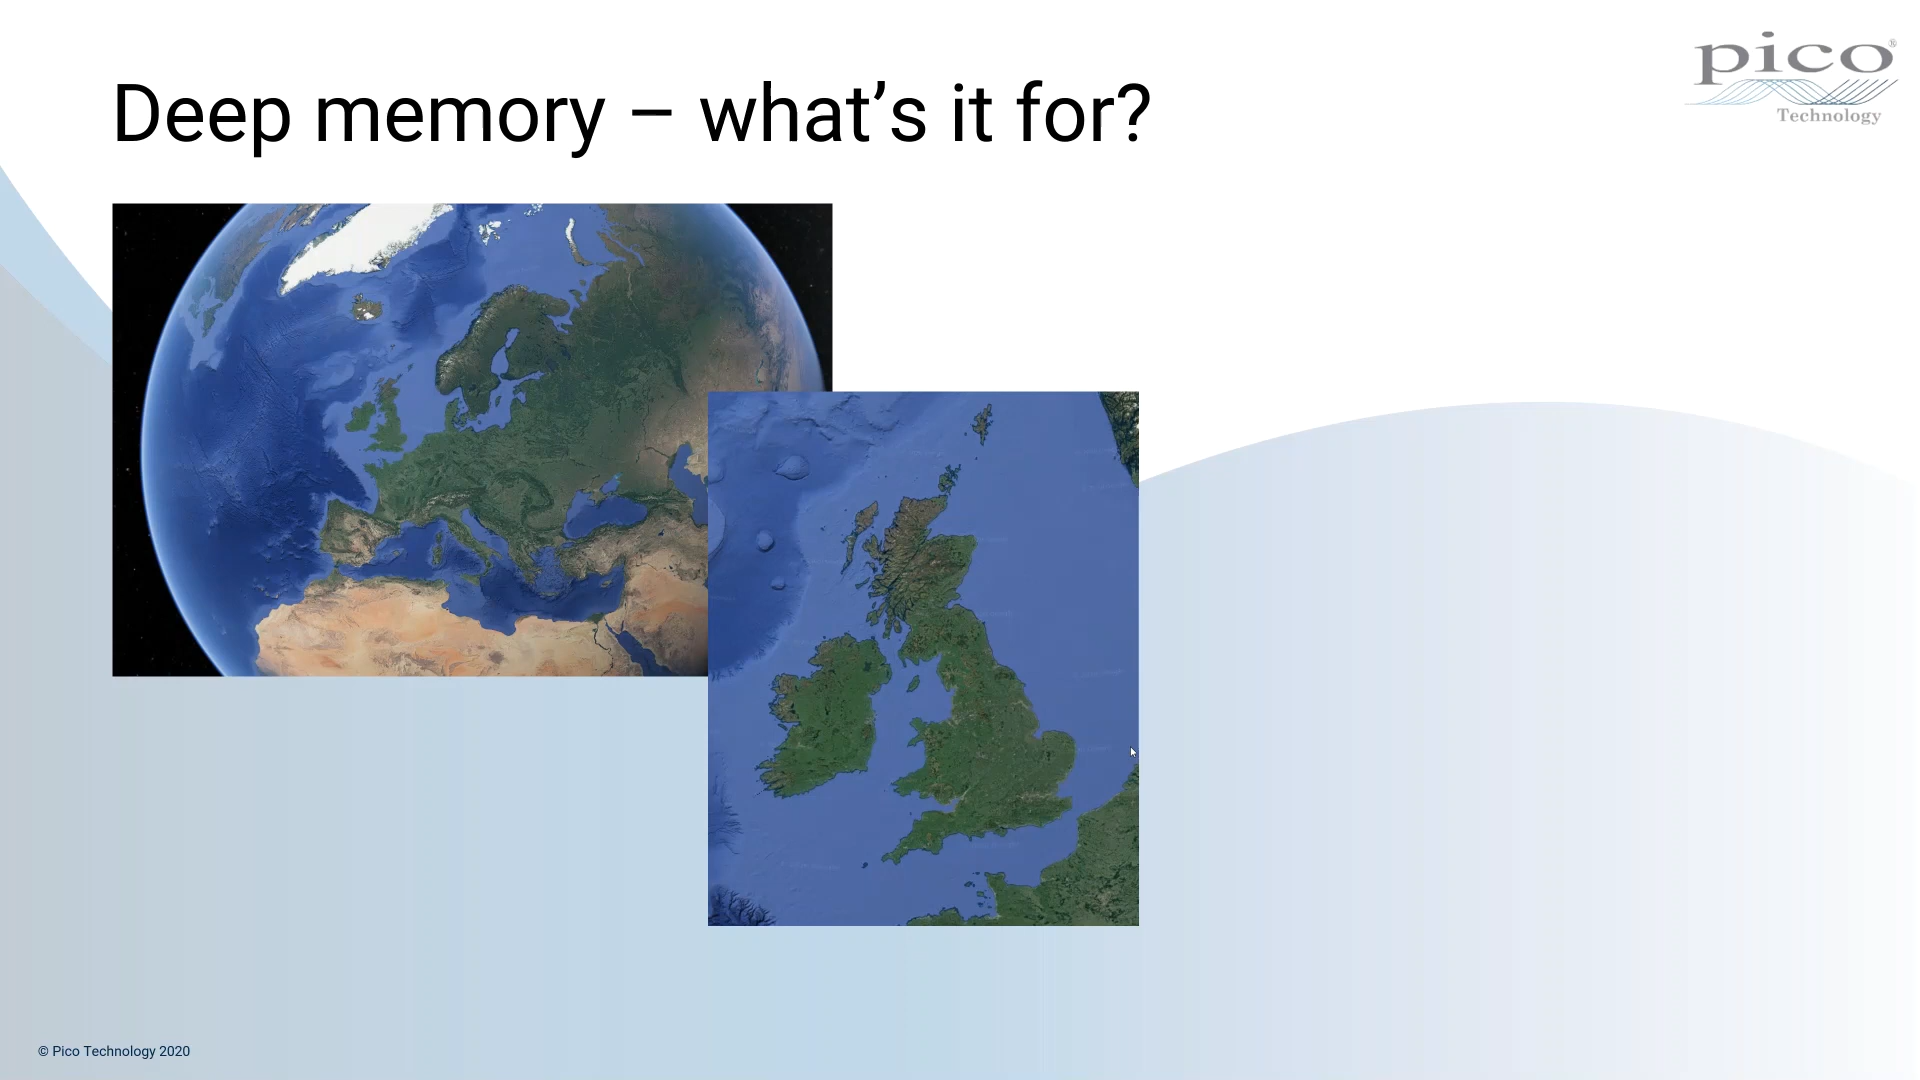 pico®
Technology
Deep memory – what’s it for?
© Pico Technology 2020